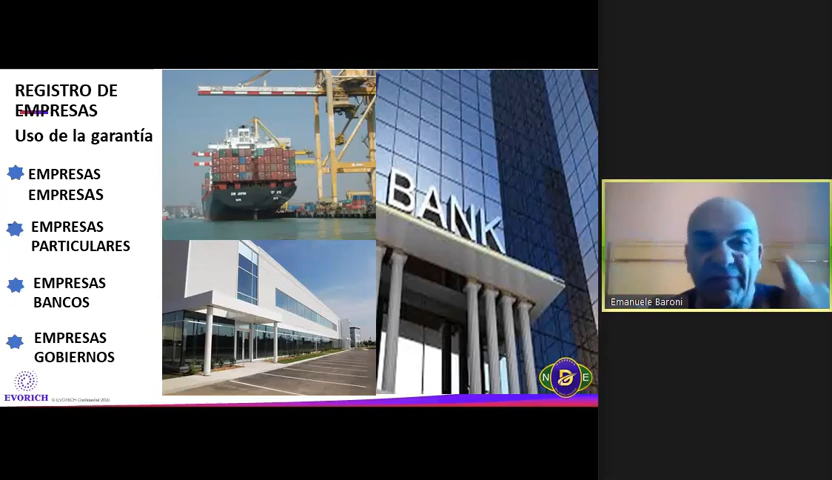 REGISTRO DE
EMPRESAS
Uso de la garantía
EMPRESAS
EMPRESAS
EMPRESAS
PARTICULARES
EMPRESAS
BANCOS
EMPRESAS
GOBIERNOS
EVORICH
BANK
N D E
Emanuele Baroni